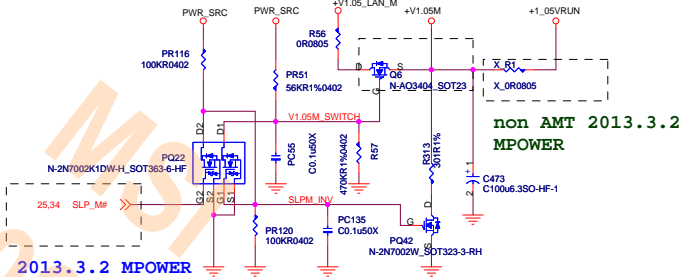 PWR_SRC
PWR_SRC
+V1.05_LAN_M
+V1.05M
+1_05VRUN
R56
0R0805
PR116
100KR0402
PR51
56KR1%0402
D
S
G
Q6
N-AO3404_SOT23
X_R1
X_0R0805
non AMT 2013.3.2
MPOWER
V1.05M_SWITCH
D2
D1
PQ22
N-2N7002K1DW-H_SOT363-6-HF
G2
S2
G1
S1
PC55
C0.1u50X
470KR1%0402
R57
R313
301R1%
1
2
C473
C100u6.3SO-HF-1
25,34 SLP_M#
SLPM_INV
PR120
100KR0402
PC135
C0.1u50X
D
G
S
PQ42
N-2N7002W_SOT323-3-RH
2013.3.2 MPOWER
MSI